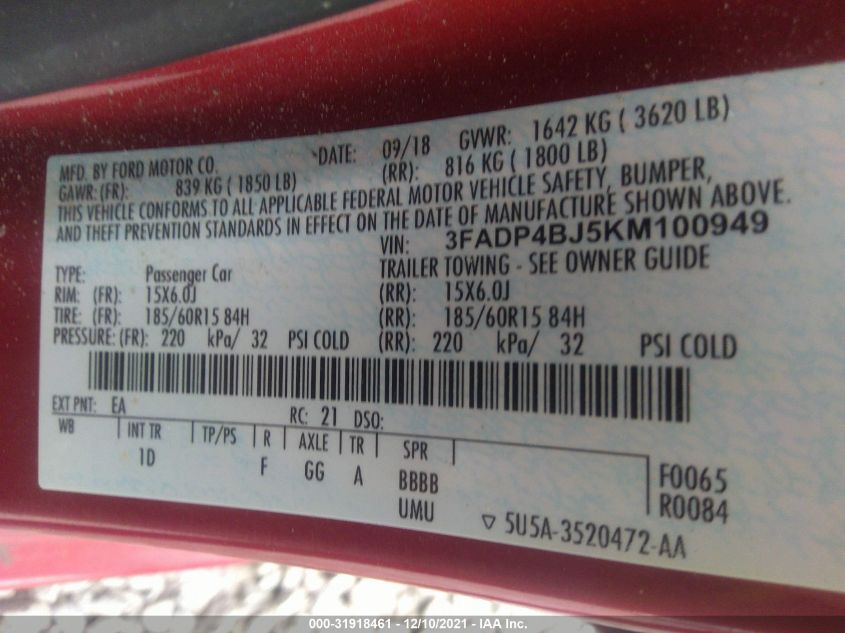 MFD. BY FORD MOTOR CO. DATE: 09/18 GVWR: 1642 KG ( 3620 LB)
GAWR: (FR): 839 KG ( 1850 LB) (RR): 816 KG ( 1800 LB)
THIS VEHICLE CONFORMS TO ALL APPLICABLE FEDERAL MOTOR VEHICLE SAFETY, BUMPER,
AND THEFT PREVENTION STANDARDS IN EFFECT ON THE DATE OF MANUFACTURE SHOWN ABOVE.
VIN: 3FADP4BJ5KM100949
TYPE: Passenger Car TRAILER TOWING - SEE OWNER GUIDE
RIM: (FR): 15X6.0J (RR): 15X6.0J
TIRE: (FR): 185/60R15 84H (RR): 185/60R15 84H
PRESSURE: (FR): 220 kPa/ 32 PSI COLD (RR): 220 kPa/ 32 PSI COLD
EXT PNT: EA RC: 21 DSO:
WB INT TR TP/PS R AXLE TR SPR
1D F GG A BBBB F0065
UMU R0084
5U5A-3520472-AA
000-31918461 - 12/10/2021 - IAA Inc.